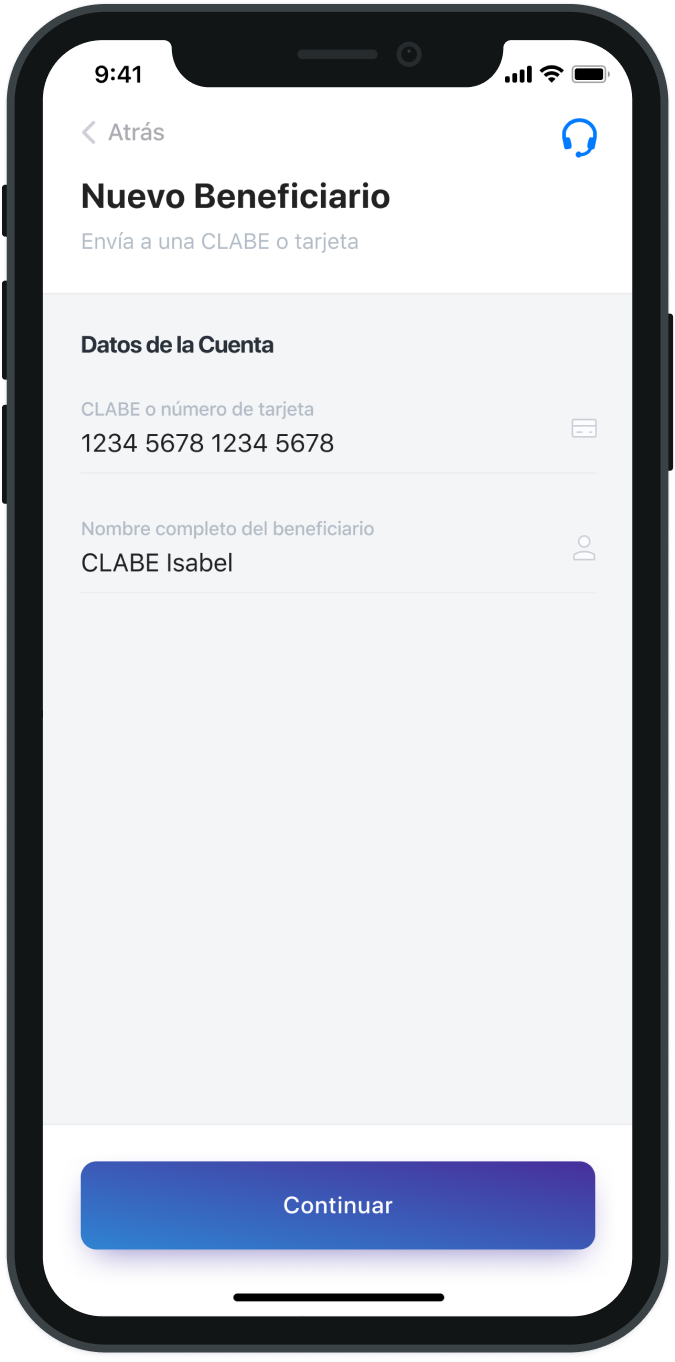 9:41
Atrás
Nuevo Beneficiario
Envía a una CLABE o tarjeta
Datos de la Cuenta
CLABE o número de tarjeta
1234 5678 1234 5678
Nombre completo del beneficiario
CLABE Isabel
Continuar